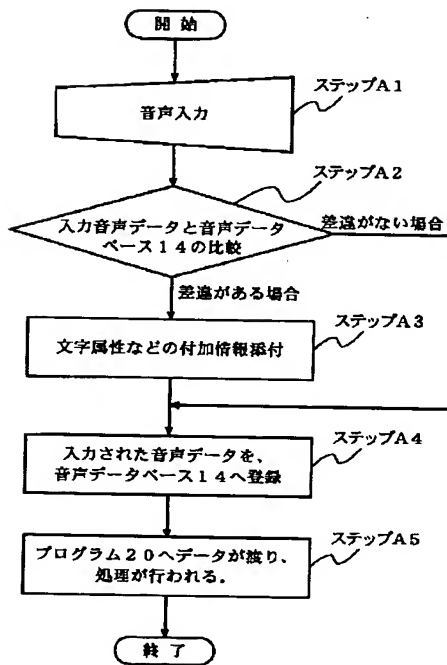 開 始
ステップA1
音声入力
ステップA2
入力音声データと音声データ
ベース14の比較
差違がない場合
差違がある場合
ステップA3
文字属性などの付加情報添付
ステップA4
入力された音声データを、
音声データベース14へ登録
ステップA5
プログラム20へデータが渡り、
処理が行われる。
終 了